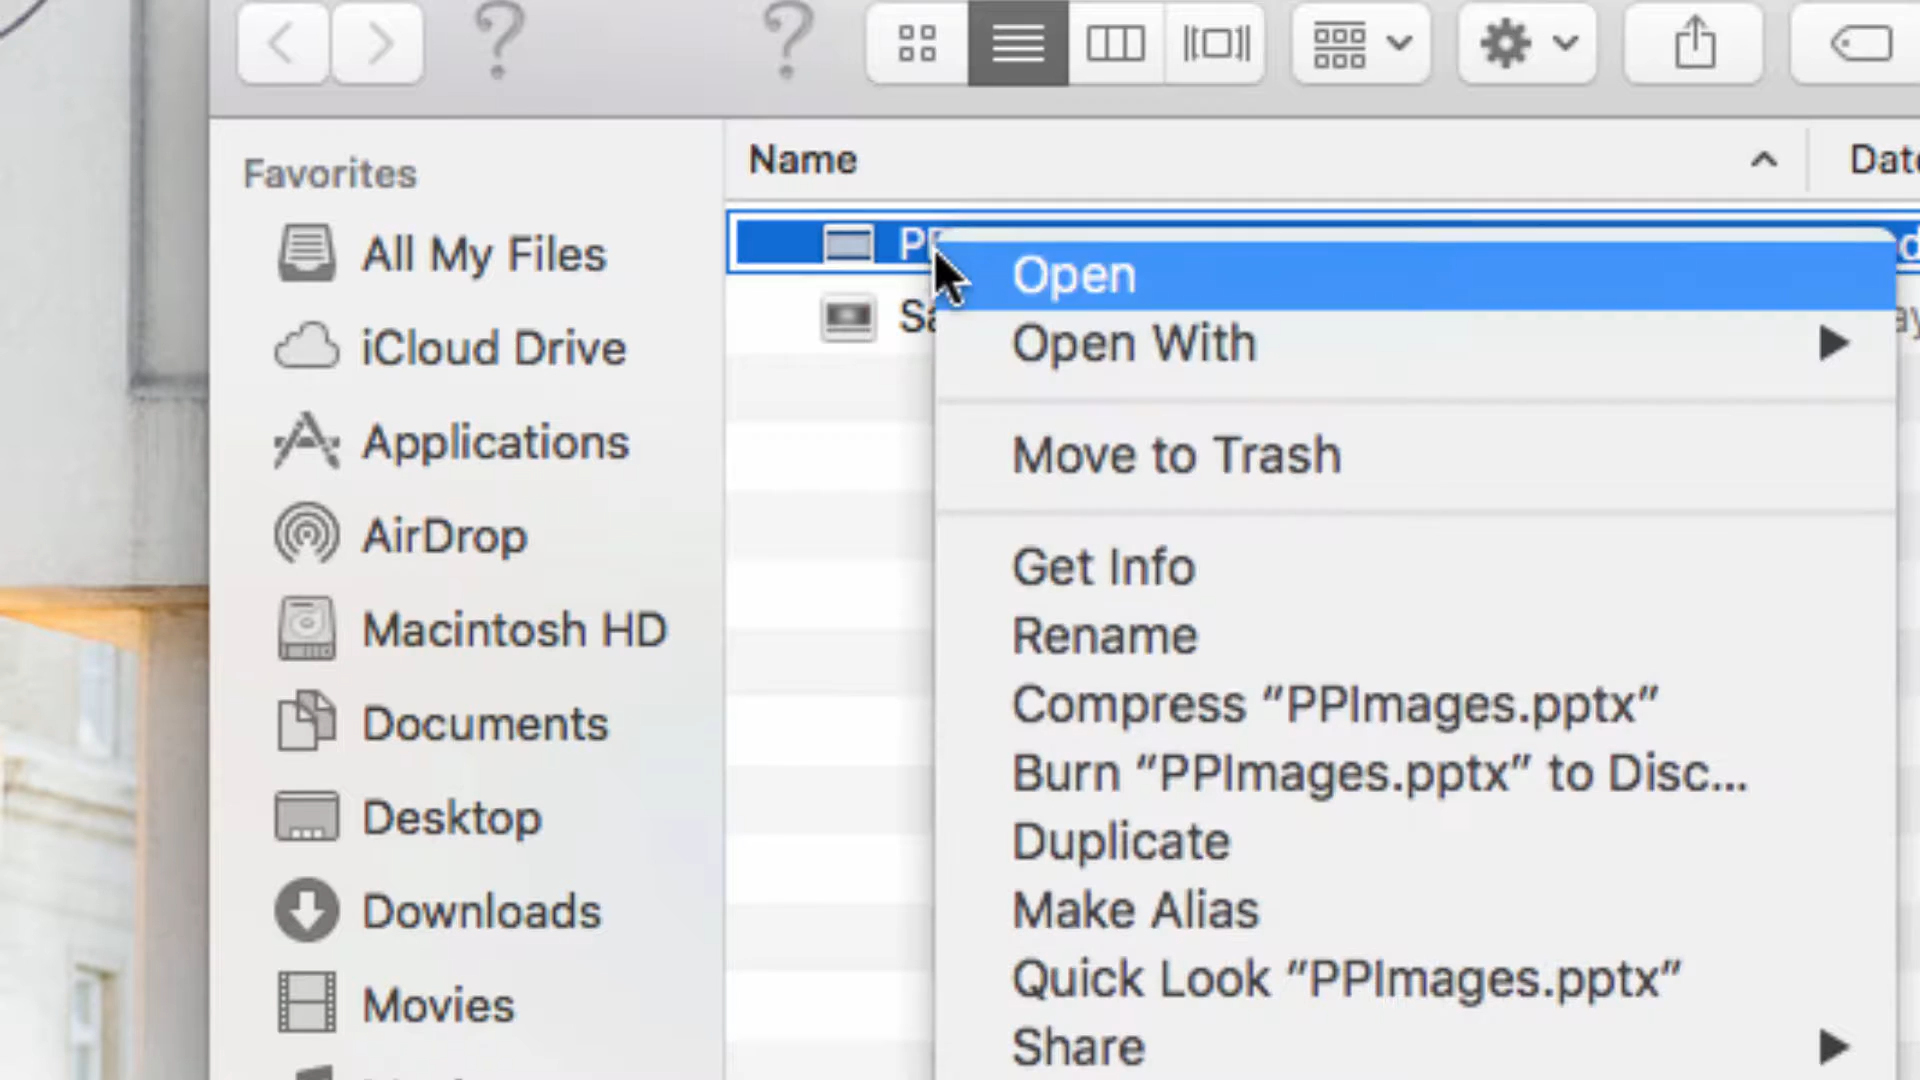 Favorites
All My Files
iCloud Drive
Applications
AirDrop
Macintosh HD
Documents
Desktop
Downloads
Movies
Name
Open
Open With
Move to Trash
Get Info
Rename
Compress “PPImages.pptx”
Burn “PPImages.pptx” to Disc...
Duplicate
Make Alias
Quick Look “PPImages.pptx”
Share